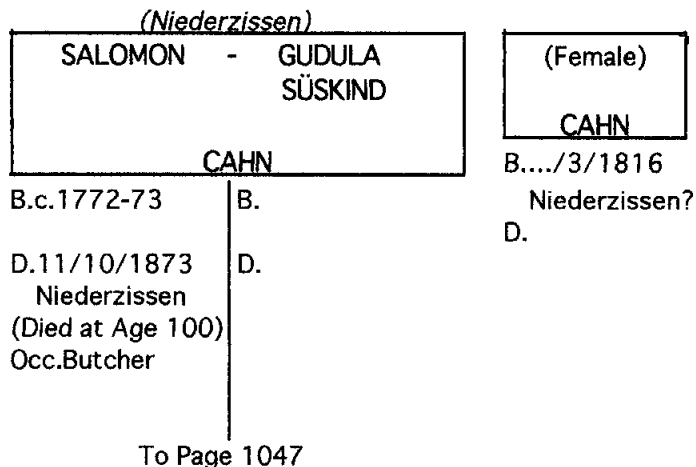 (Niederzissen)
SALOMON - GUDULA
SÜSKIND
CAHN
B.c.1772-73 B.
D.11/10/1873 D.
Niederzissen
(Died at Age 100)
Occ.Butcher
To Page 1047
(Female)
CAHN
B..../3/1816
Niederzissen?
D.